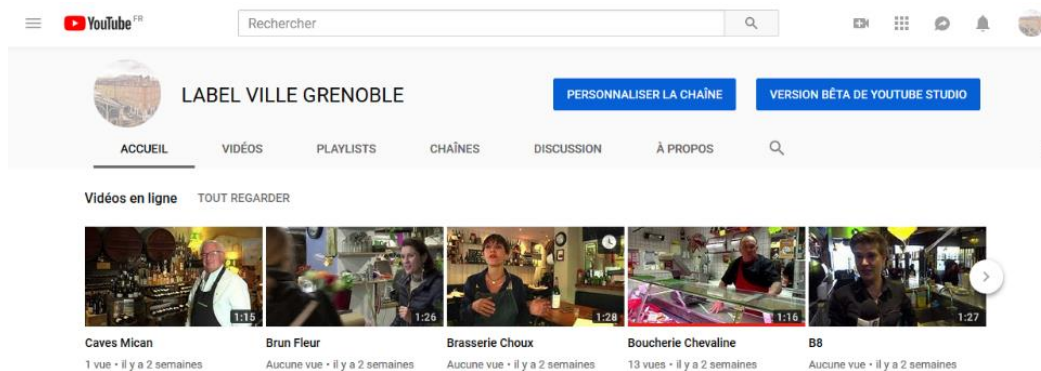 YouTube FR
Rechercher
LABEL VILLE GRENOBLE
PERSONNALISER LA CHAÎNE
VERSION BÊTA DE YOUTUBE STUDIO
ACCUEIL VIDÉOS PLAYLISTS CHAÎNES DISCUSSION À PROPOS
Vidéos en ligne TOUT REGARDER
1:15 1:26 1:28 1:16 1:27
Caves Mican Brun Fleur Brasserie Choux Boucherie Chevaline B8
1 vue • il y a 2 semaines Aucune vue • il y a 2 semaines Aucune vue • il y a 2 semaines 13 vues • il y a 2 semaines Aucune vue • il y a 2 semaines